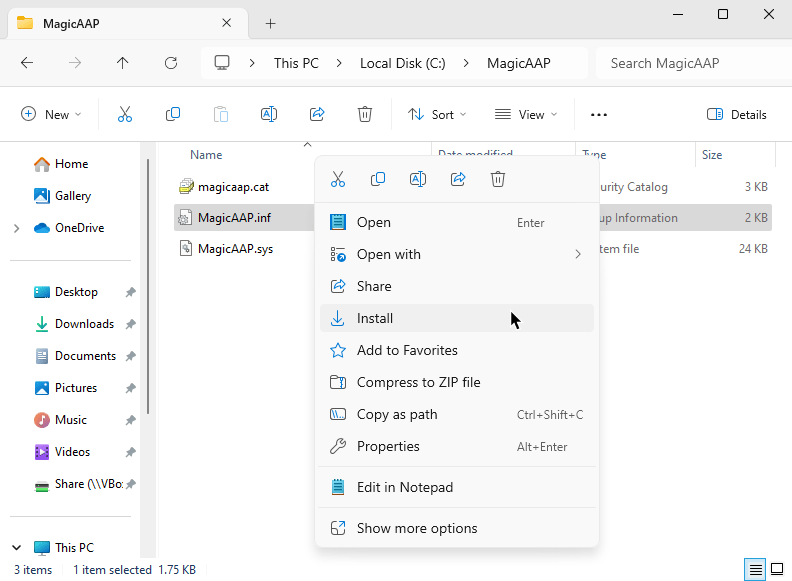 MagicAAP
This PC
Local Disk (C:)
MagicAAP
Search MagicAAP
New
Sort
View
Details
Name
Date modified
Type
Size
Home
Gallery
OneDrive
Desktop
Downloads
Documents
Pictures
Music
Videos
Share (\\VBo
This PC
magicaap.cat
urity Catalog
3 KB
MagicAAP.inf
up Information
2 KB
MagicAAP.sys
tem file
24 KB
Open
Enter
Open with
Share
Install
Add to Favorites
Compress to ZIP file
Copy as path
Ctrl+Shift+C
Properties
Alt+Enter
Edit in Notepad
Show more options
3 items
1 item selected 1.75 KB